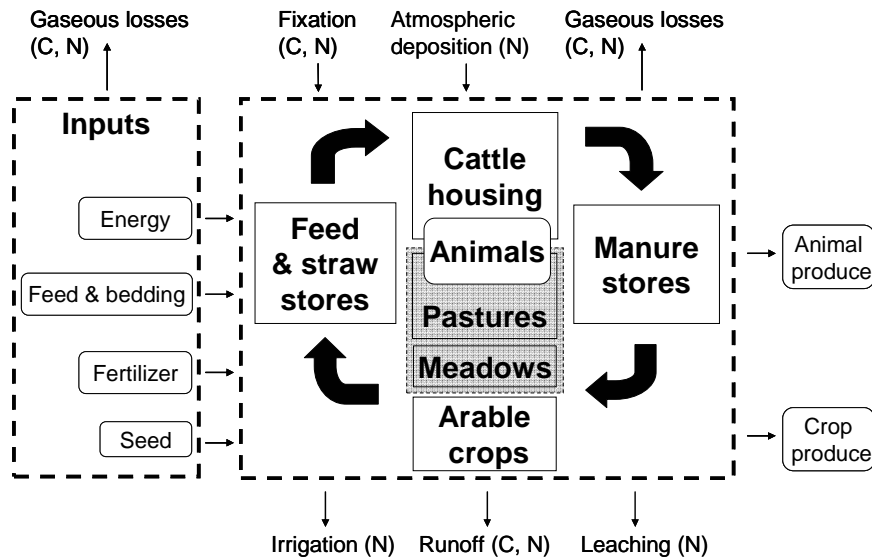 Gaseous losses
(C, N)
Fixation
(C, N)
Atmospheric
deposition (N)
Gaseous losses
(C, N)
Inputs
Energy
Feed & bedding
Fertilizer
Seed
Cattle
housing
Feed
& straw
stores
Animals
Manure
stores
Pastures
Meadows
Arable
crops
Animal
produce
Crop
produce
Irrigation (N)
Runoff (C, N)
Leaching (N)